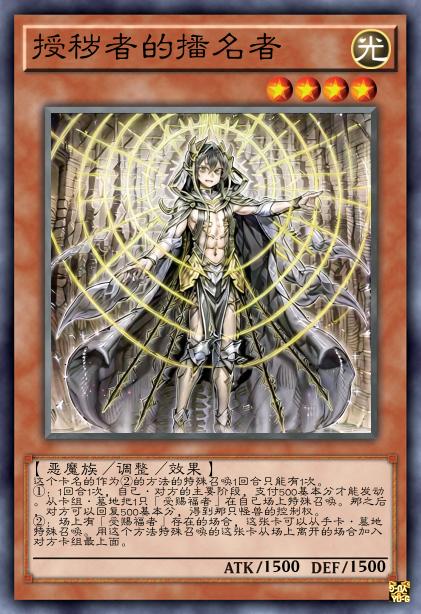 授秽者的播名者
光
【恶魔族／调整／效果】
这个卡名的作为②的方法的特殊召唤1回合只能有1次。
①：1回合1次，自己·对方的主要阶段，支付500基本分才能发动
。从卡组·墓地把1只「受赐福者」在自己场上特殊召唤。那之后
，对方可以回复500基本分，得到那只怪兽的控制权。
②：场上有「受赐福者」存在的场合，这张卡可以从手卡·墓地
特殊召唤。用这个方法特殊召唤的这张卡从场上离开的场合加入
对方卡组最上面。
ATK/1500 DEF/1500